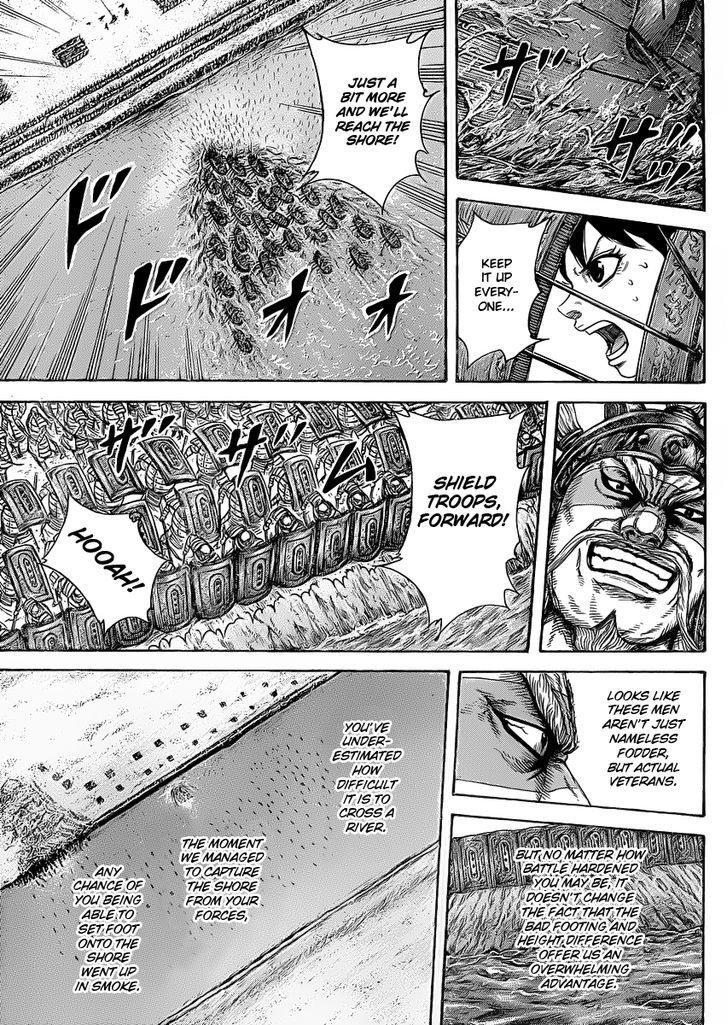 ザ
ザ
KEEP
IT UP
EVERY-
ONE...
JUST A
BIT MORE
AND WE'LL
REACH THE
SHORE!
ド
ド
オ
オ
SHIELD
TROOPS,
FORWARD!
ザ
ザ
ム
HOOAH!
LOOKS LIKE
THESE MEN
AREN'T JUST
NAMELESS
FODDER,
BUT ACTUAL
VETERANS.
BUT NO MATTER HOW
BATTLE HARDENED
YOU MAY BE, IT
DOESN'T CHANGE
THE FACT THAT THE
BAD FOOTING AND
HEIGHT DIFFERENCE
OFFER US AN
OVERWHELMING
ADVANTAGE.
YOU'VE
UNDER-
ESTIMATED
HOW
DIFFICULT
IT IS TO
CROSS A
RIVER.
THE MOMENT
WE MANAGED
TO CAPTURE
THE SHORE
FROM YOUR
FORCES,
ANY
CHANCE OF
YOU BEING
ABLE TO
SET FOOT
ONTO THE
SHORE
WENT UP
IN SMOKE.